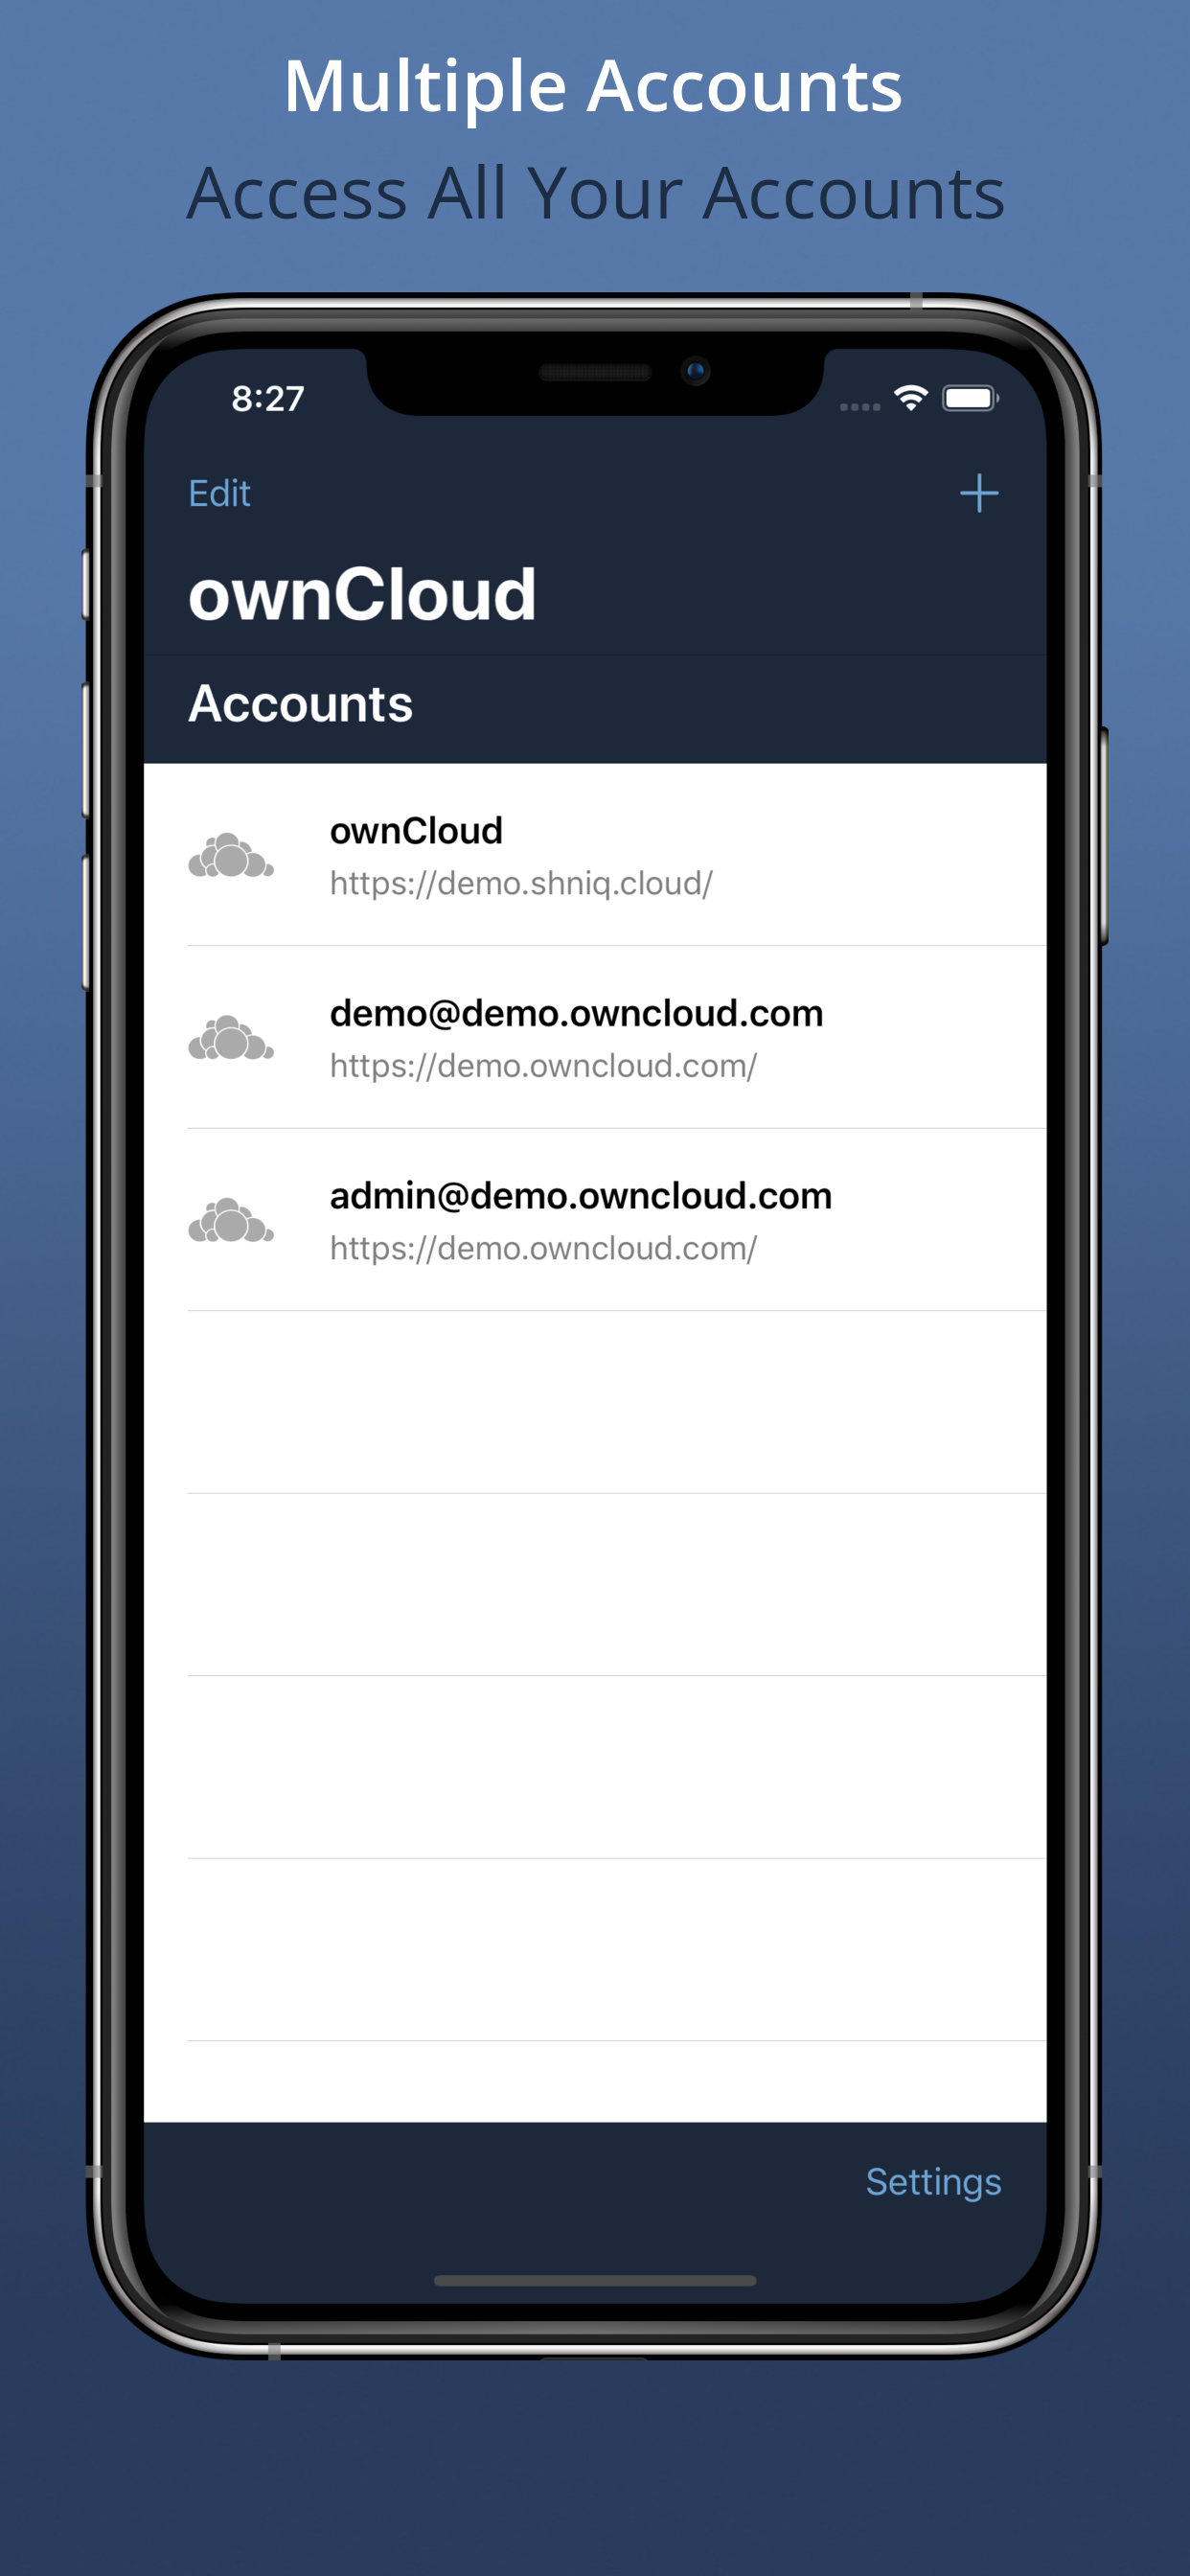 Multiple Accounts
Access All Your Accounts
8:27
Edit
ownCloud
Accounts
ownCloud
https://demo.shniq.cloud/
demo@demo.owncloud.com
https://demo.owncloud.com/
admin@demo.owncloud.com
https://demo.owncloud.com/
Settings